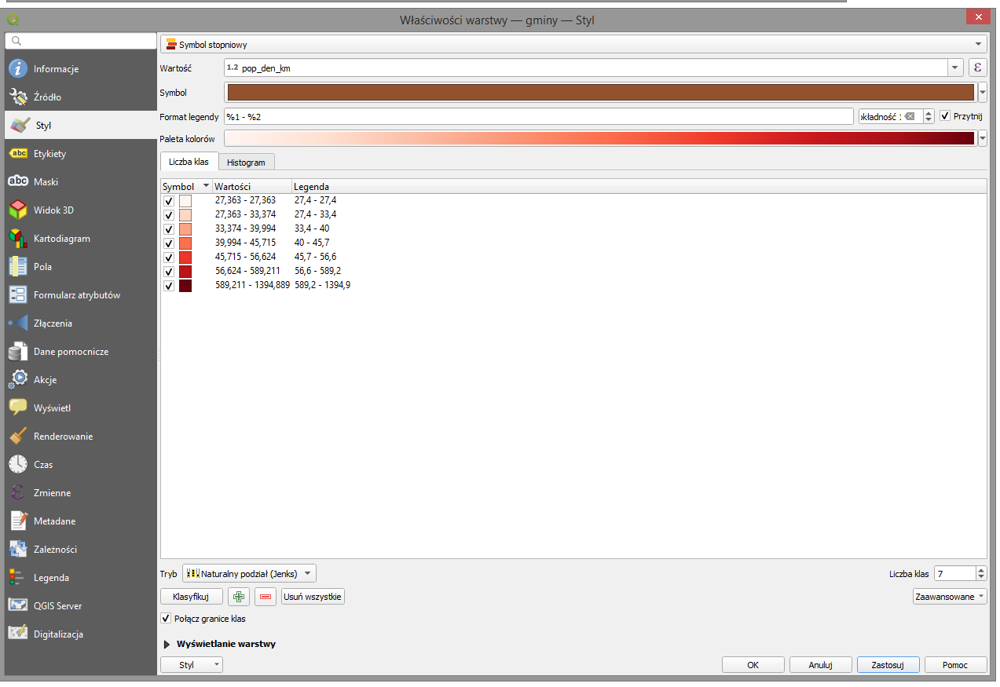 Właściwości warstwy — gminy — Styl
Informacje
Źródło
Styl
abc Etykiety
abc Maski
Widok 3D
Kartodiagram
Pola
Formularz atrybutów
Złączenia
Dane pomocnicze
Akcje
Wyświetl
Renderowanie
Czas
ε Zmienne
Metadane
Zależności
Legenda
QGIS Server
Digitalizacja
Symbol stopniowy
Wartość 1.2 pop_den_km ε
Symbol
Format legendy %1 - %2 okładność : Przytnij
Paleta kolorów
Liczba klas Histogram
Symbol Wartości Legenda
27,363 - 27,363 27,4 - 27,4
27,363 - 33,374 27,4 - 33,4
33,374 - 39,994 33,4 - 40
39,994 - 45,715 40 - 45,7
45,715 - 56,624 45,7 - 56,6
56,624 - 589,211 56,6 - 589,2
589,211 - 1394,889 589,2 - 1394,9
Tryb Naturalny podział (Jenks) Liczba klas 7
Klasyfikuj Usuń wszystkie Zaawansowane
Połącz granice klas
Wyświetlanie warstwy
Styl OK Anuluj Zastosuj Pomoc